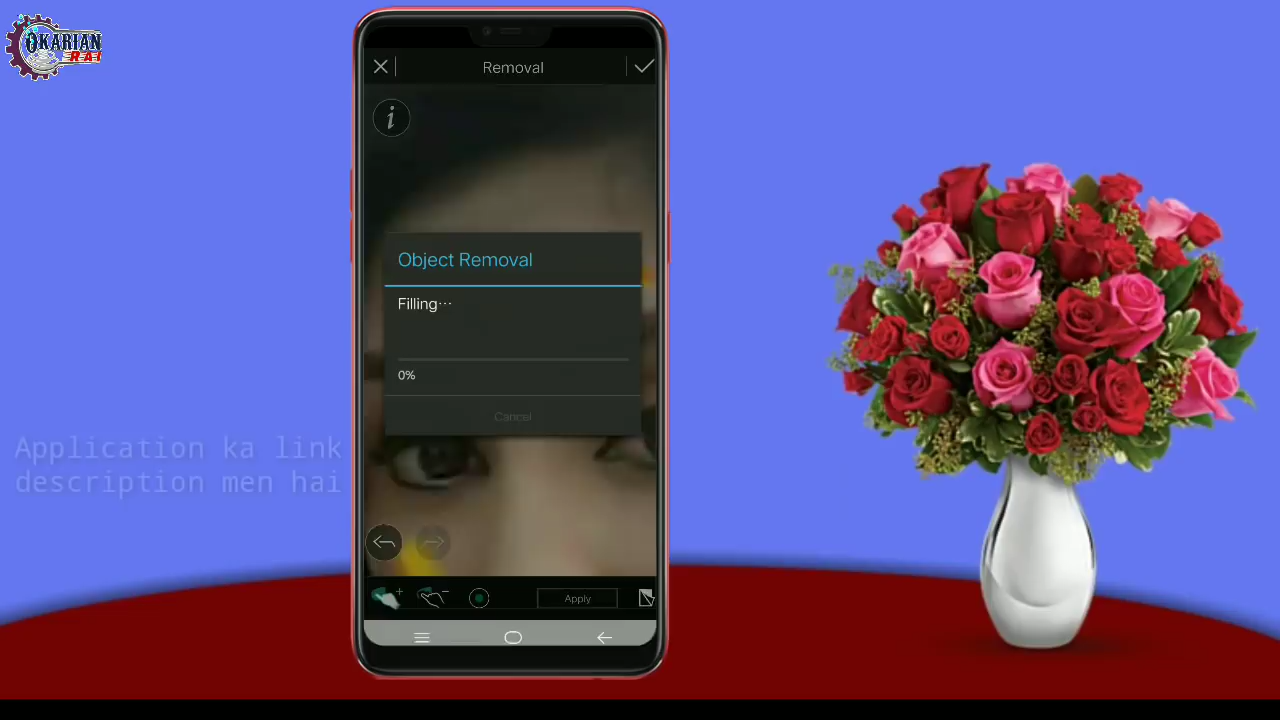 OKARIAN
RAI
Removal
i
Object Removal
Filling...
0%
Cancel
Application ka link
description men hai
Apply